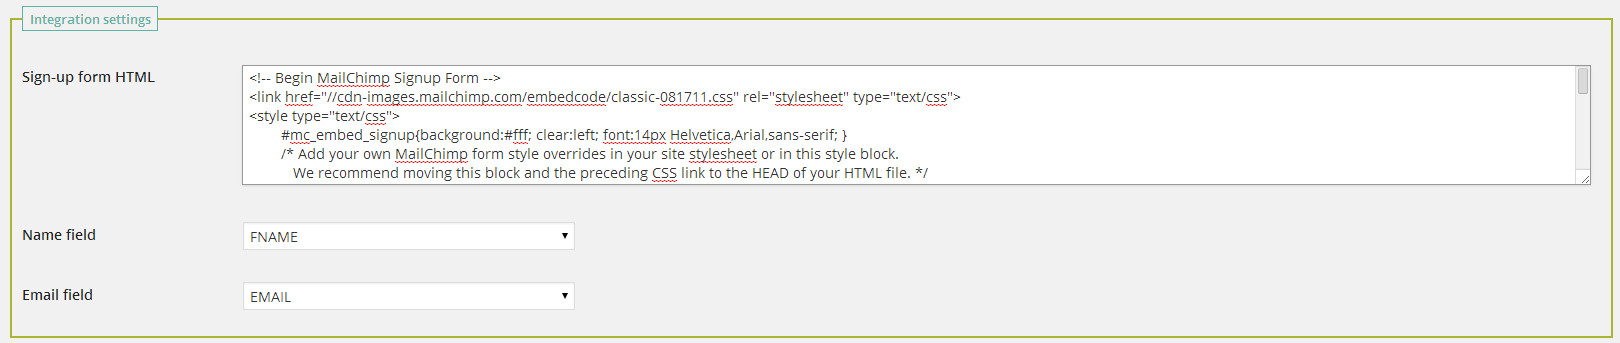 Integration settings
Sign-up form HTML
<!-- Begin MailChimp Signup Form -->
<link href="//cdn-images.mailchimp.com/embedcode/classic-081711.css" rel="stylesheet" type="text/css">
<style type="text/css">
#mc_embed_signup{background:#fff; clear:left; font:14px Helvetica,Arial,sans-serif; }
/* Add your own MailChimp form style overrides in your site stylesheet or in this style block.
We recommend moving this block and the preceding CSS link to the HEAD of your HTML file. */
Name field
FNAME
Email field
EMAIL